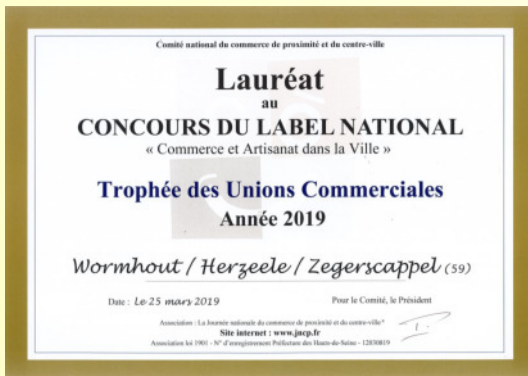 Comité national du commerce de proximité et du centre-ville
Lauréat
au
CONCOURS DU LABEL NATIONAL
« Commerce et Artisanat dans la Ville »
Trophée des Unions Commerciales
Année 2019
Wormhout / Herzeele / Zegerscappel (59)
Date : Le 25 mars 2019
Pour le Comité, le Président
Association : La Journée nationale du commerce de proximité et du centre-ville
Site internet : www.jncp.fr
Association loi 1901 - N° d'enregistrement Préfecture des Hauts-de-Seine - 12030819